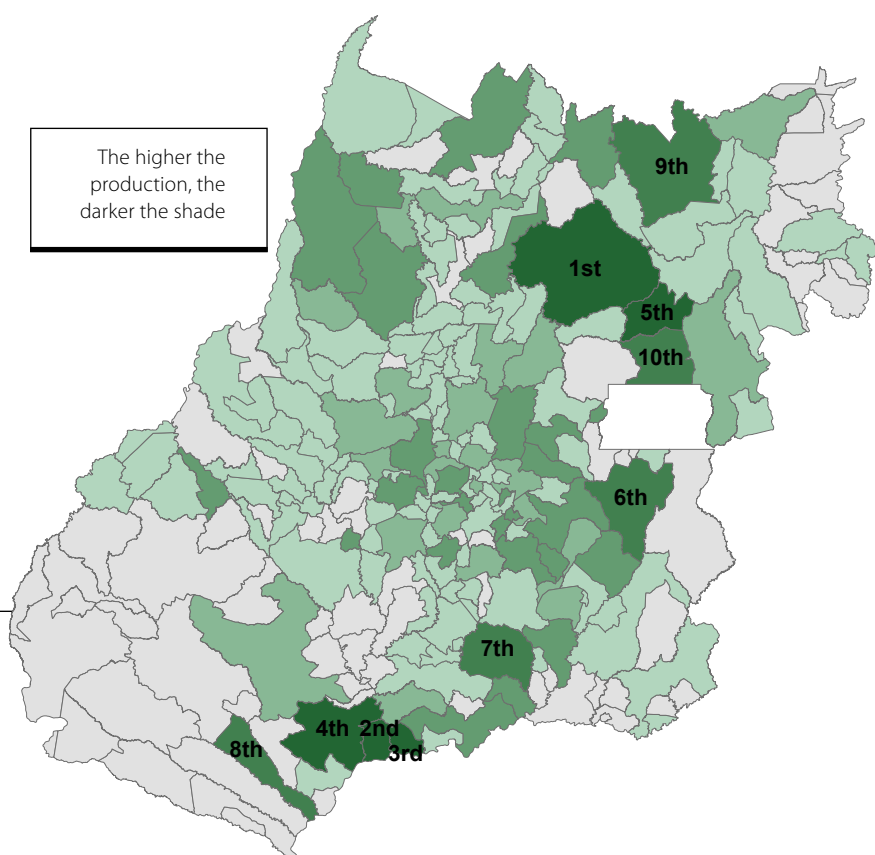 The higher the
production, the
darker the shade
9th
1st
5th
10th
6th
7th
4th 2nd
8th
3rd